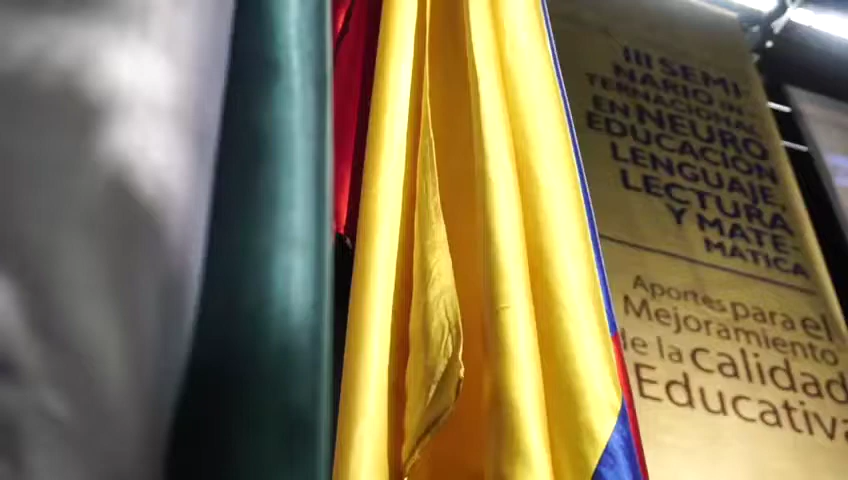 III SEMI-
NARIO IN-
TERNACIONAL
EN NEURO
EDUCACIÓN
LENGUAJE,
LECTURA
Y MATE-
MÁTICA
Aportes para el
Mejoramiento
de la Calidad
Educativa